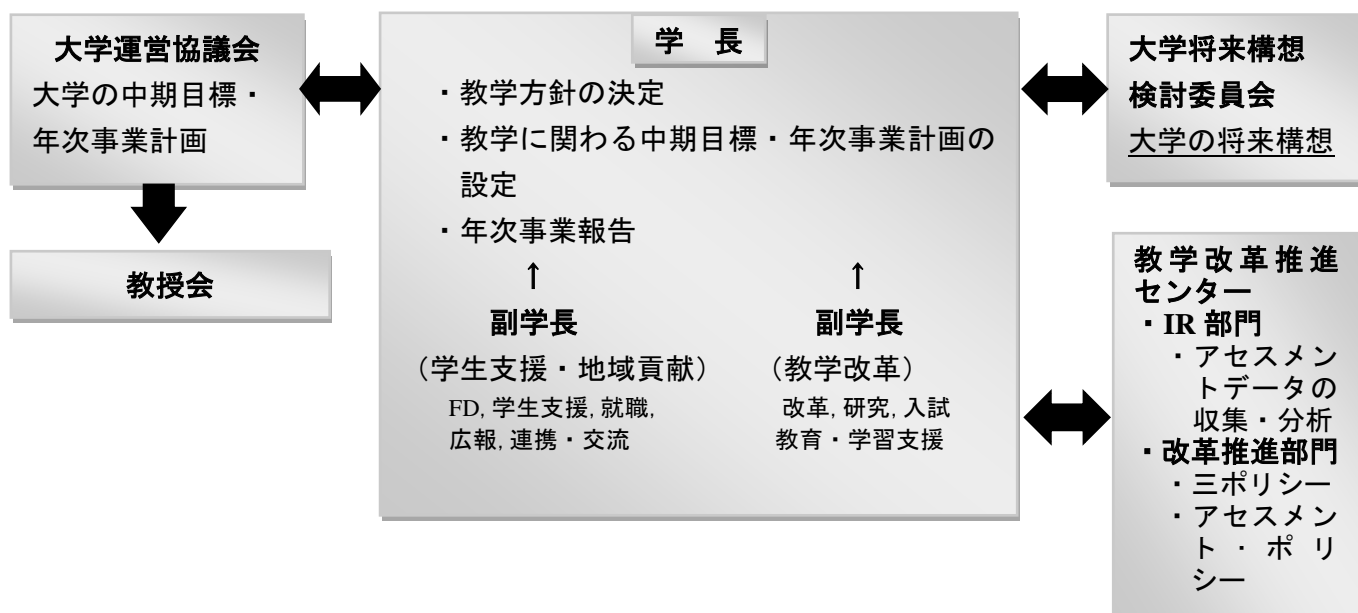 大学運営協議会
大学の中期目標・
年次事業計画
教授会
学 長
・教学方針の決定
・教学に関わる中期目標・年次事業計画の
設定
・年次事業報告
↑
↑
副学長
(学生支援・地域貢献)
FD, 学生支援, 就職,
広報, 連携・交流
副学長
(教学改革)
改革, 研究, 入試
教育・学習支援
大学将来構想
検討委員会
大学の将来構想
教学改革推進
センター
・IR 部門
・アセスメン
トデータの
収集・分析
・改革推進部門
・三ポリシー
・アセスメン
ト・ポリ
シー